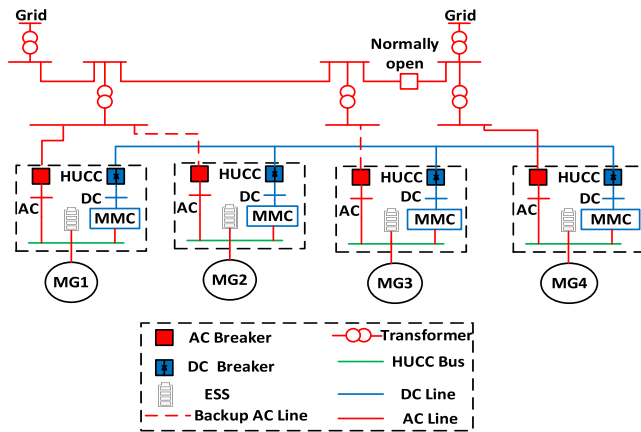 Grid
Grid
Normally
open
HUCC
HUCC
HUCC
HUCC
AC
DC
AC
DC
AC
DC
AC
DC
MMC
MMC
MMC
MMC
MG1
MG2
MG3
MG4
AC Breaker
Transformer
DC Breaker
HUCC Bus
ESS
DC Line
Backup AC Line
AC Line